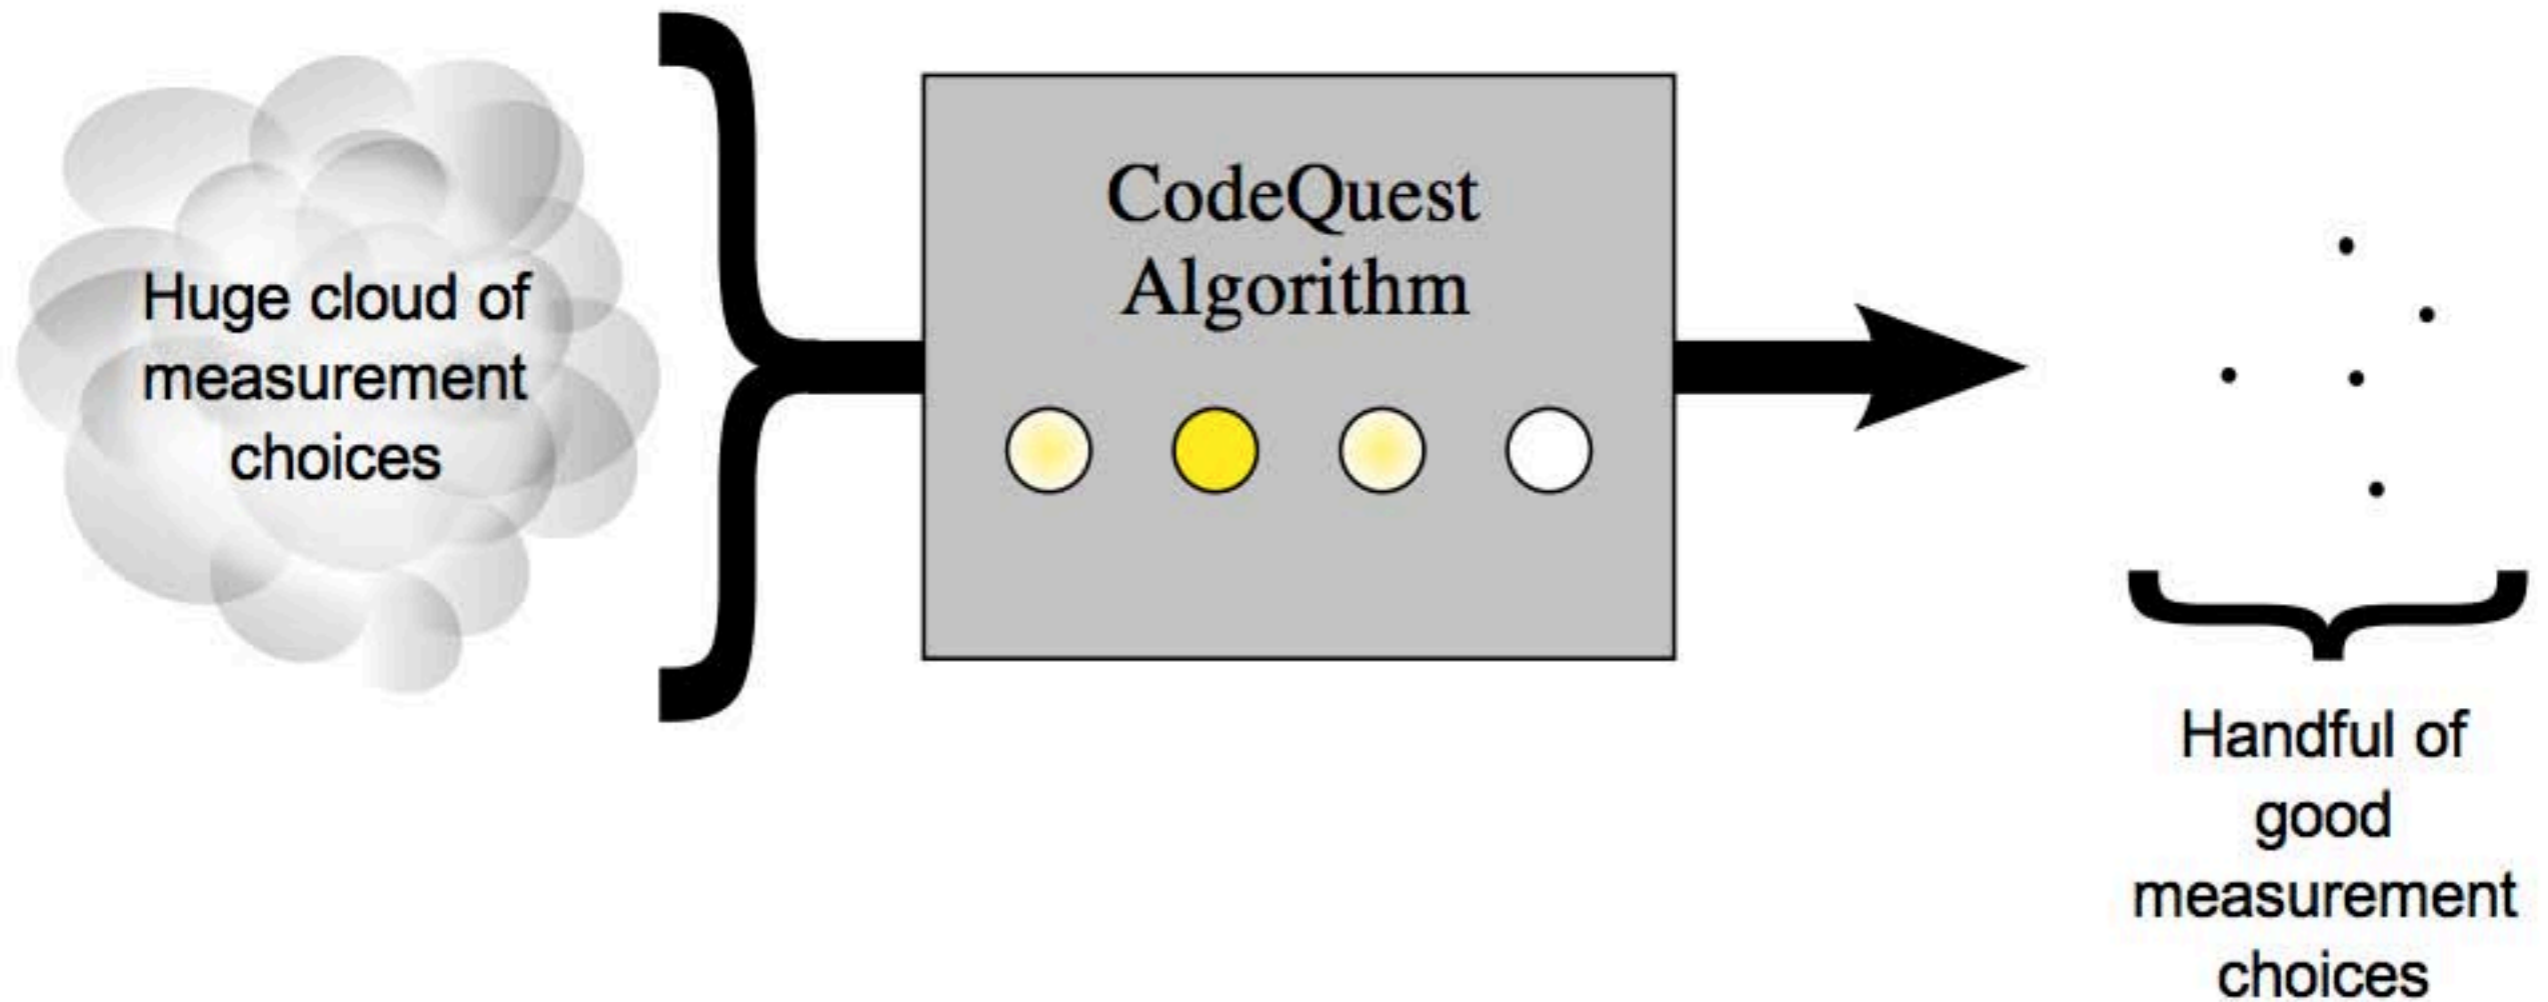 Huge cloud of
measurement
choices
CodeQuest
Algorithm
Handful of
good
measurement
choices